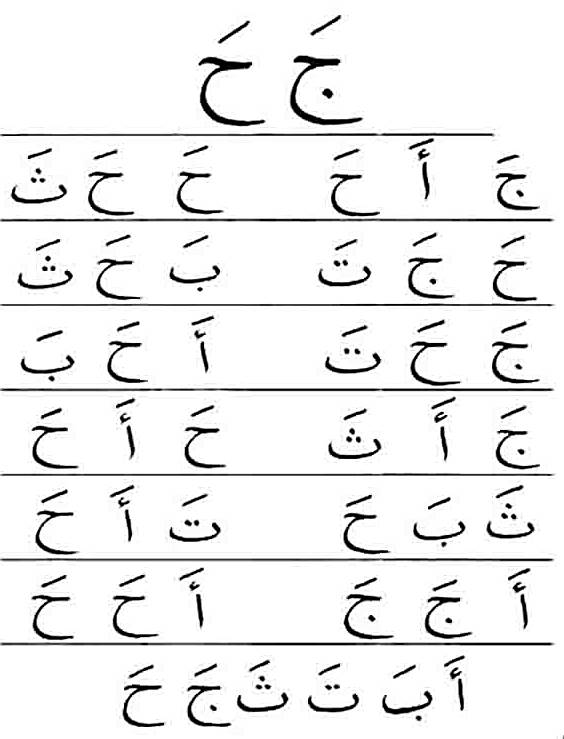 جَ حَ
جَ أَ حَ حَ حَ ثَ
حَ جَ تَ بَ حَ ثَ
جَ حَ تَ أَ حَ بَ
جَ أَ ثَ حَ أَ حَ
ثَ بَ حَ تَ أَ حَ
أَ جَ جَ أَ حَ حَ
أَ بَ تَ ثَ جَ حَ